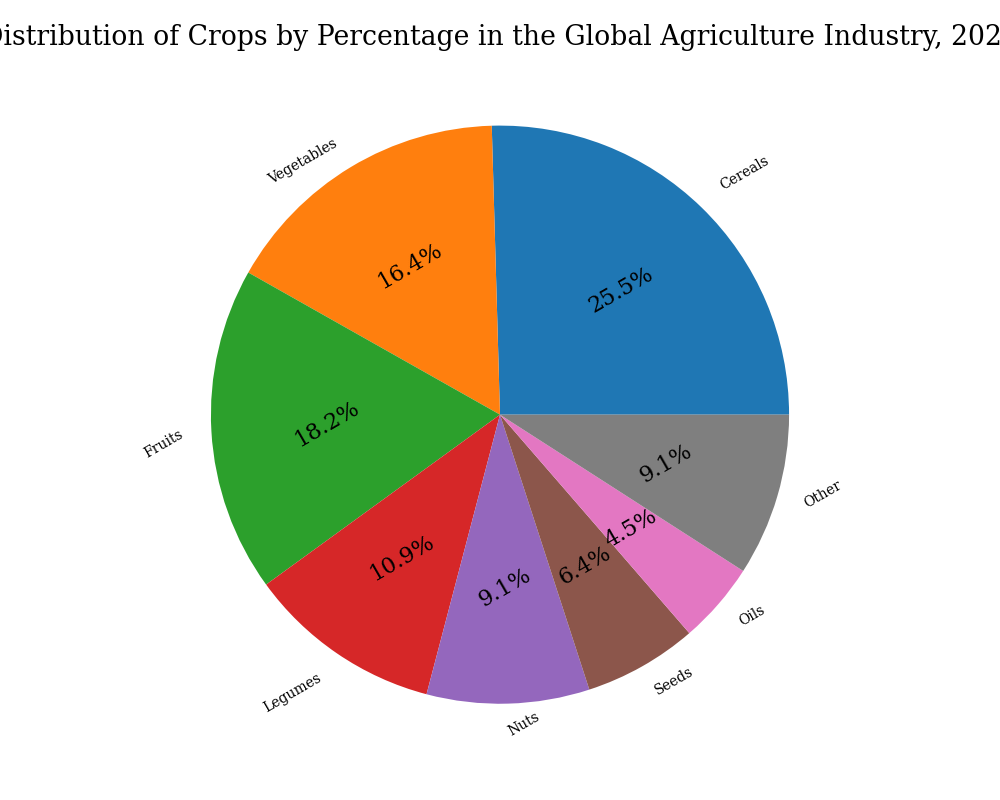 istribution of Crops by Percentage in the Global Agriculture Industry, 202
Vegetables
Cereals
16.4%
25.5%
18.2%
Fruits
9.1%
Other
4.5%
10.9%
6.4%
9.1%
Oils
Seeds
Legumes
Nuts